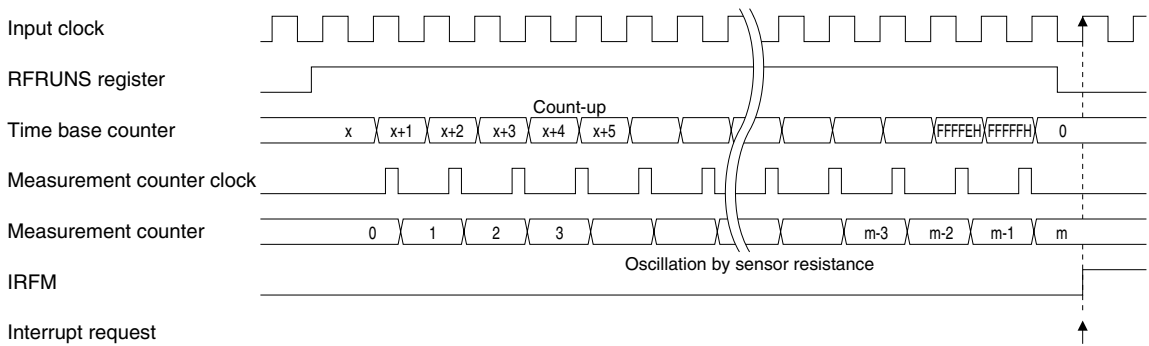 Input clock
RFRUNS register
Count-up
Time base counter x x+1 x+2 x+3 x+4 x+5 FFFFEH FFFFFH 0
Measurement counter clock
Measurement counter 0 1 2 3 m-3 m-2 m-1 m
Oscillation by sensor resistance
IRFM
Interrupt request